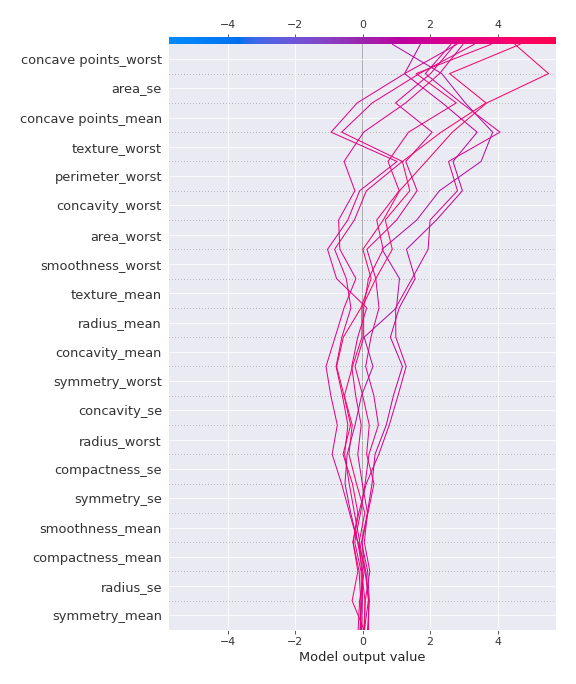 −4 −2 0 2 4
concave points_worst
area_se
concave points_mean
texture_worst
perimeter_worst
concavity_worst
area_worst
smoothness_worst
texture_mean
radius_mean
concavity_mean
symmetry_worst
concavity_se
radius_worst
compactness_se
symmetry_se
smoothness_mean
compactness_mean
radius_se
symmetry_mean
−4 −2 0 2 4
Model output value